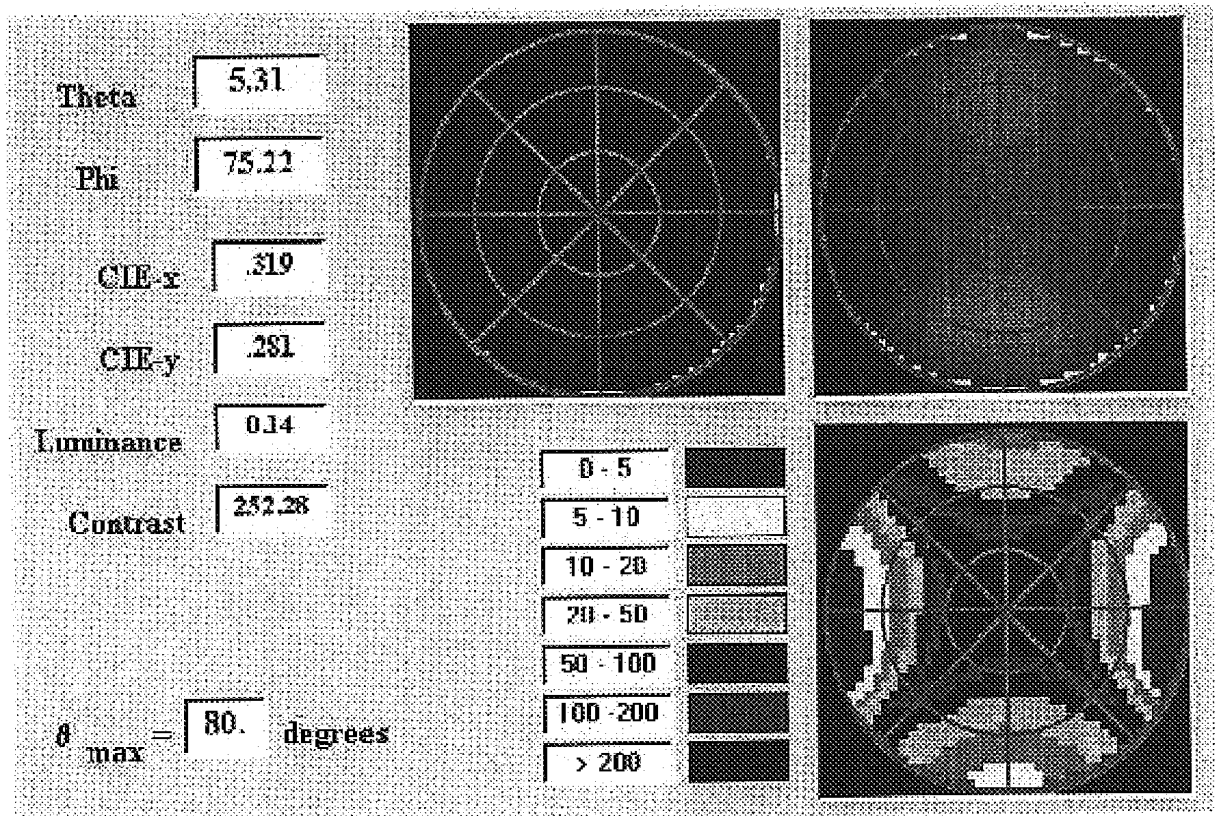 Theta 5.31
Phi 75.22
CIE-x .319
CIE-y .281
Luminance 0.14
Contrast 252.28
θ max = 80. degrees
0 - 5
5 - 10
10 - 20
20 - 50
50 - 100
100 -200
> 200